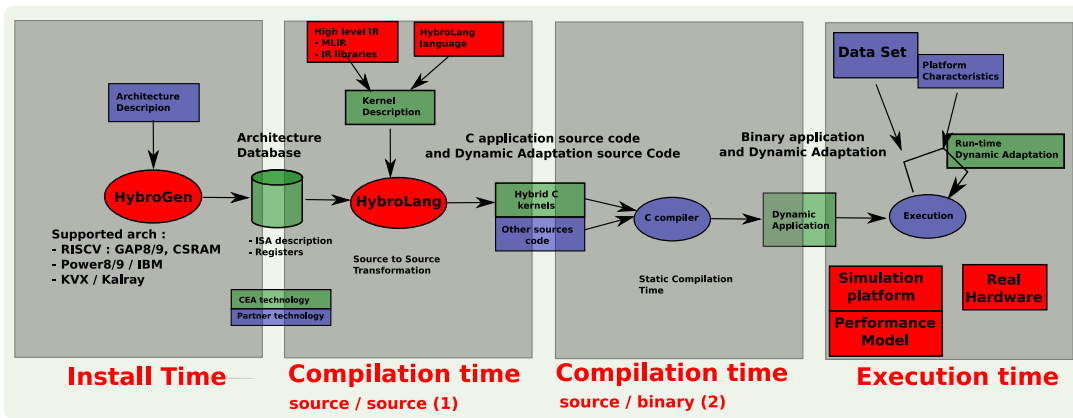 Architecture
Descripion
HybroGen
Supported arch :
- RISCV : GAP8/9, CSRAM
- Power8/9 / IBM
- KVX / Kalray
Install Time
Architecture
Database
- ISA description
- Registers
CEA technology
Partner technology
High level IR
- MLIR
- IR libraries
HybroLang
language
Kernel
Description
HybroLang
Source to Source
Transformation
Compilation time
source / source (1)
C application source code
and Dynamic Adaptation source Code
Hybrid C
kernels
Other sources
code
C compiler
Static Compilation
Time
Compilation time
source / binary (2)
Binary application
and Dynamic Adaptation
Dynamic
Application
Data Set
Platform
Characteristics
Run-time
Dynamic Adaptation
Execution
Simulation
platform
Performance
Model
Real
Hardware
Execution time